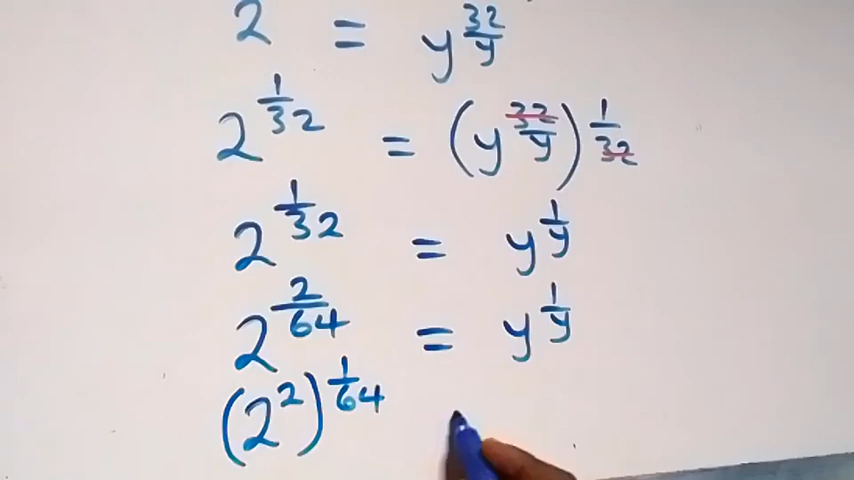 2 = y^(32/y)
2^(1/32) = (y^(32/y))^(1/32)
2^(1/32) = y^(1/y)
2^(2/64) = y^(1/y)
(2^2)^(1/64)